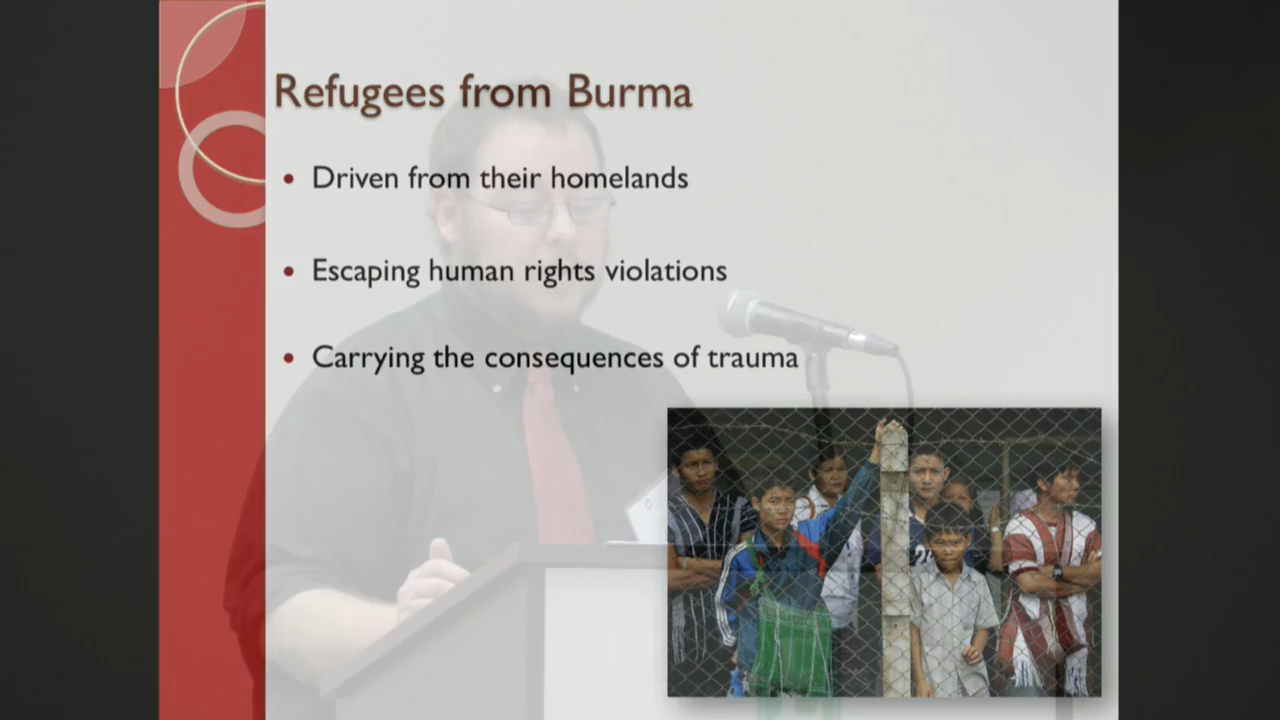 Refugees from Burma
• Driven from their homelands
• Escaping human rights violations
• Carrying the consequences of trauma